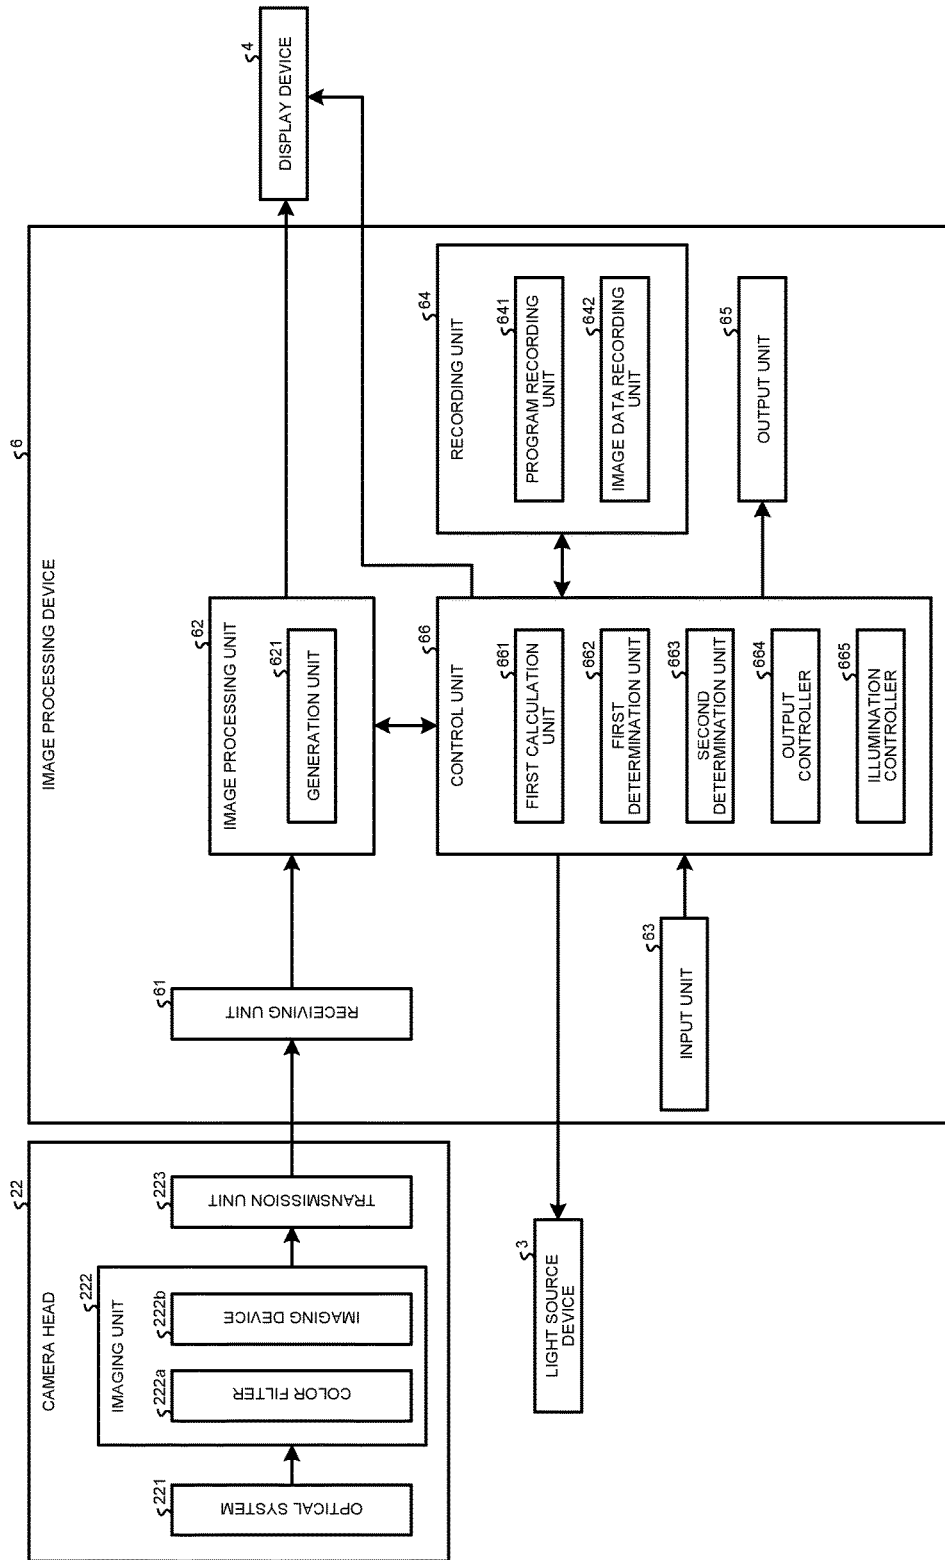 22
CAMERA HEAD
221
OPTICAL SYSTEM
222
IMAGING UNIT
222a
COLOR FILTER
222b
IMAGING DEVICE
223
TRANSMISSION UNIT
3
LIGHT SOURCE
DEVICE
6
IMAGE PROCESSING DEVICE
61
RECEIVING UNIT
62
IMAGE PROCESSING UNIT
621
GENERATION UNIT
63
INPUT UNIT
66
CONTROL UNIT
661
FIRST CALCULATION
UNIT
662
FIRST
DETERMINATION UNIT
663
SECOND
DETERMINATION UNIT
664
OUTPUT
CONTROLLER
665
ILLUMINATION
CONTROLLER
64
RECORDING UNIT
641
PROGRAM RECORDING
UNIT
642
IMAGE DATA RECORDING
UNIT
65
OUTPUT UNIT
4
DISPLAY DEVICE